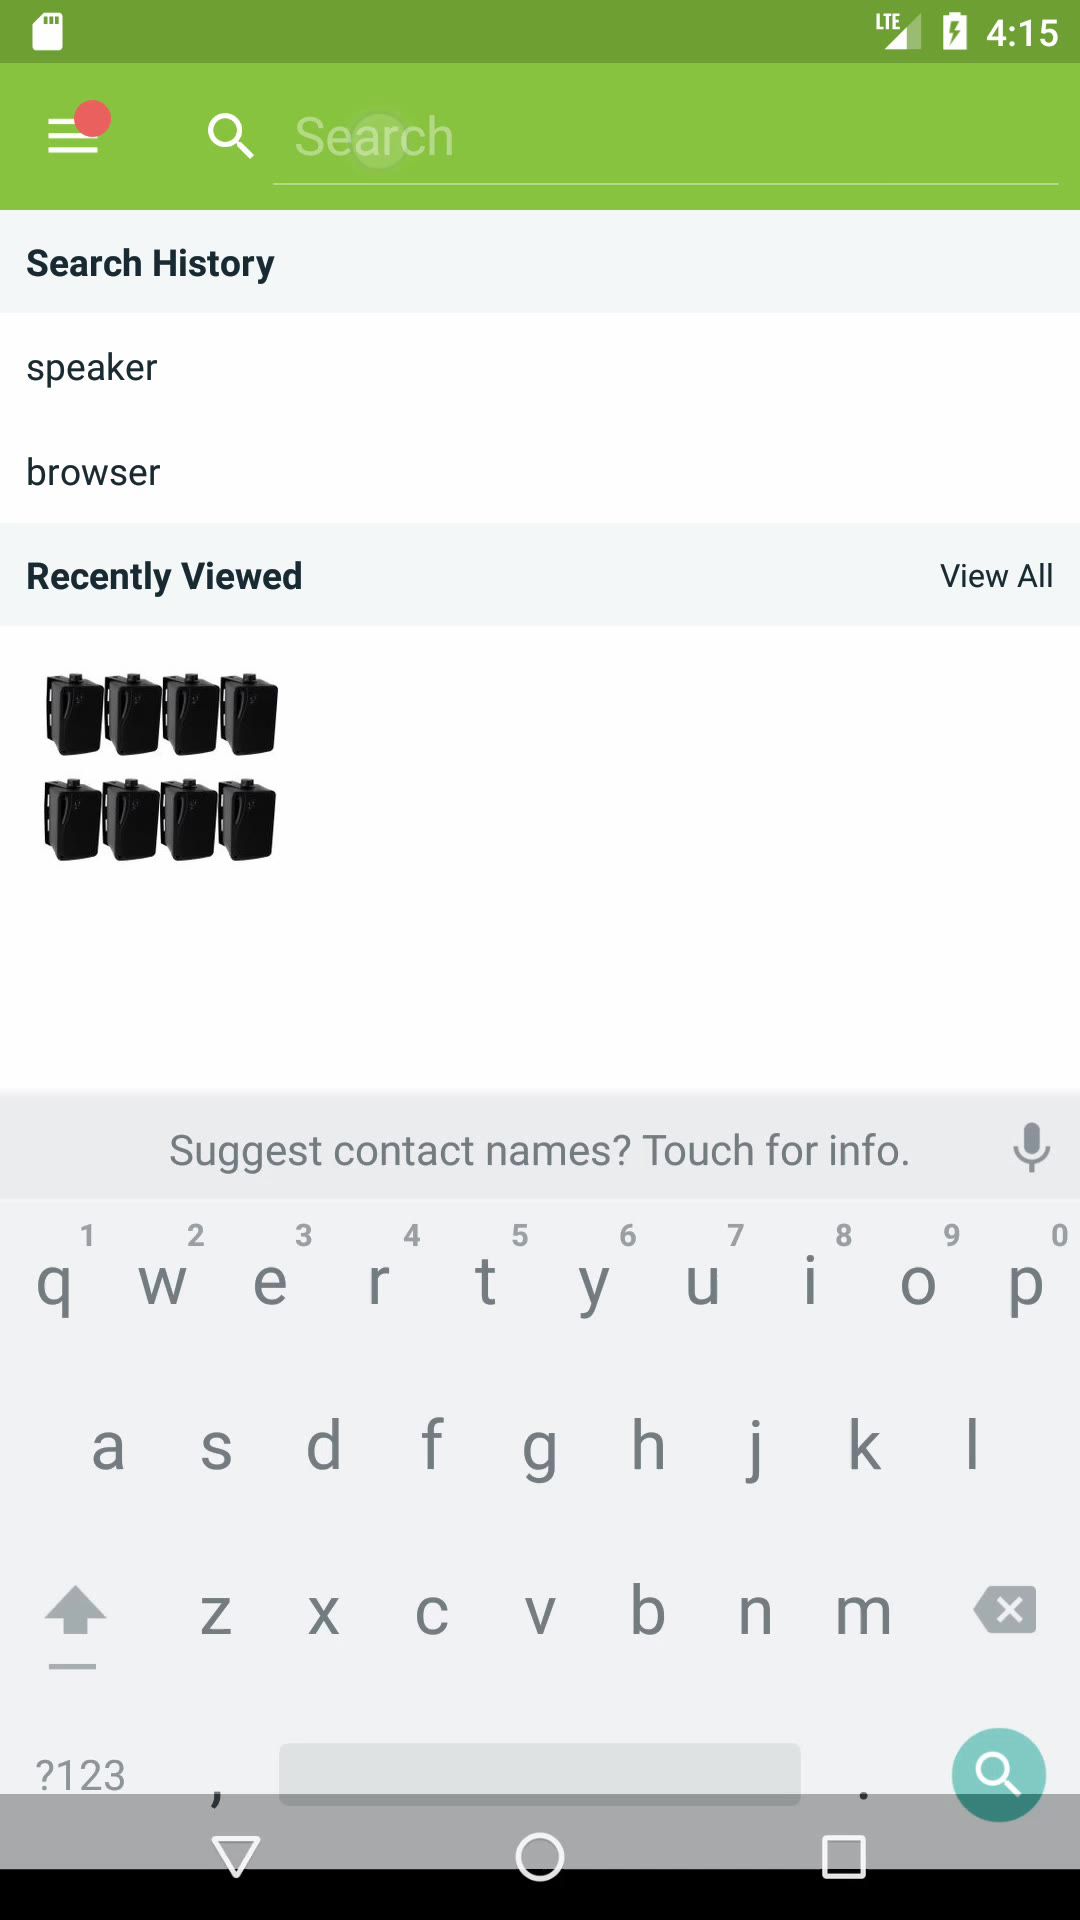 LTE 4:15
Search
Search History
speaker
browser
Recently Viewed View All
Suggest contact names? Touch for info.
1 2 3 4 5 6 7 8 9 0
q w e r t y u i o p
a s d f g h j k l
z x c v b n m
?123 , .